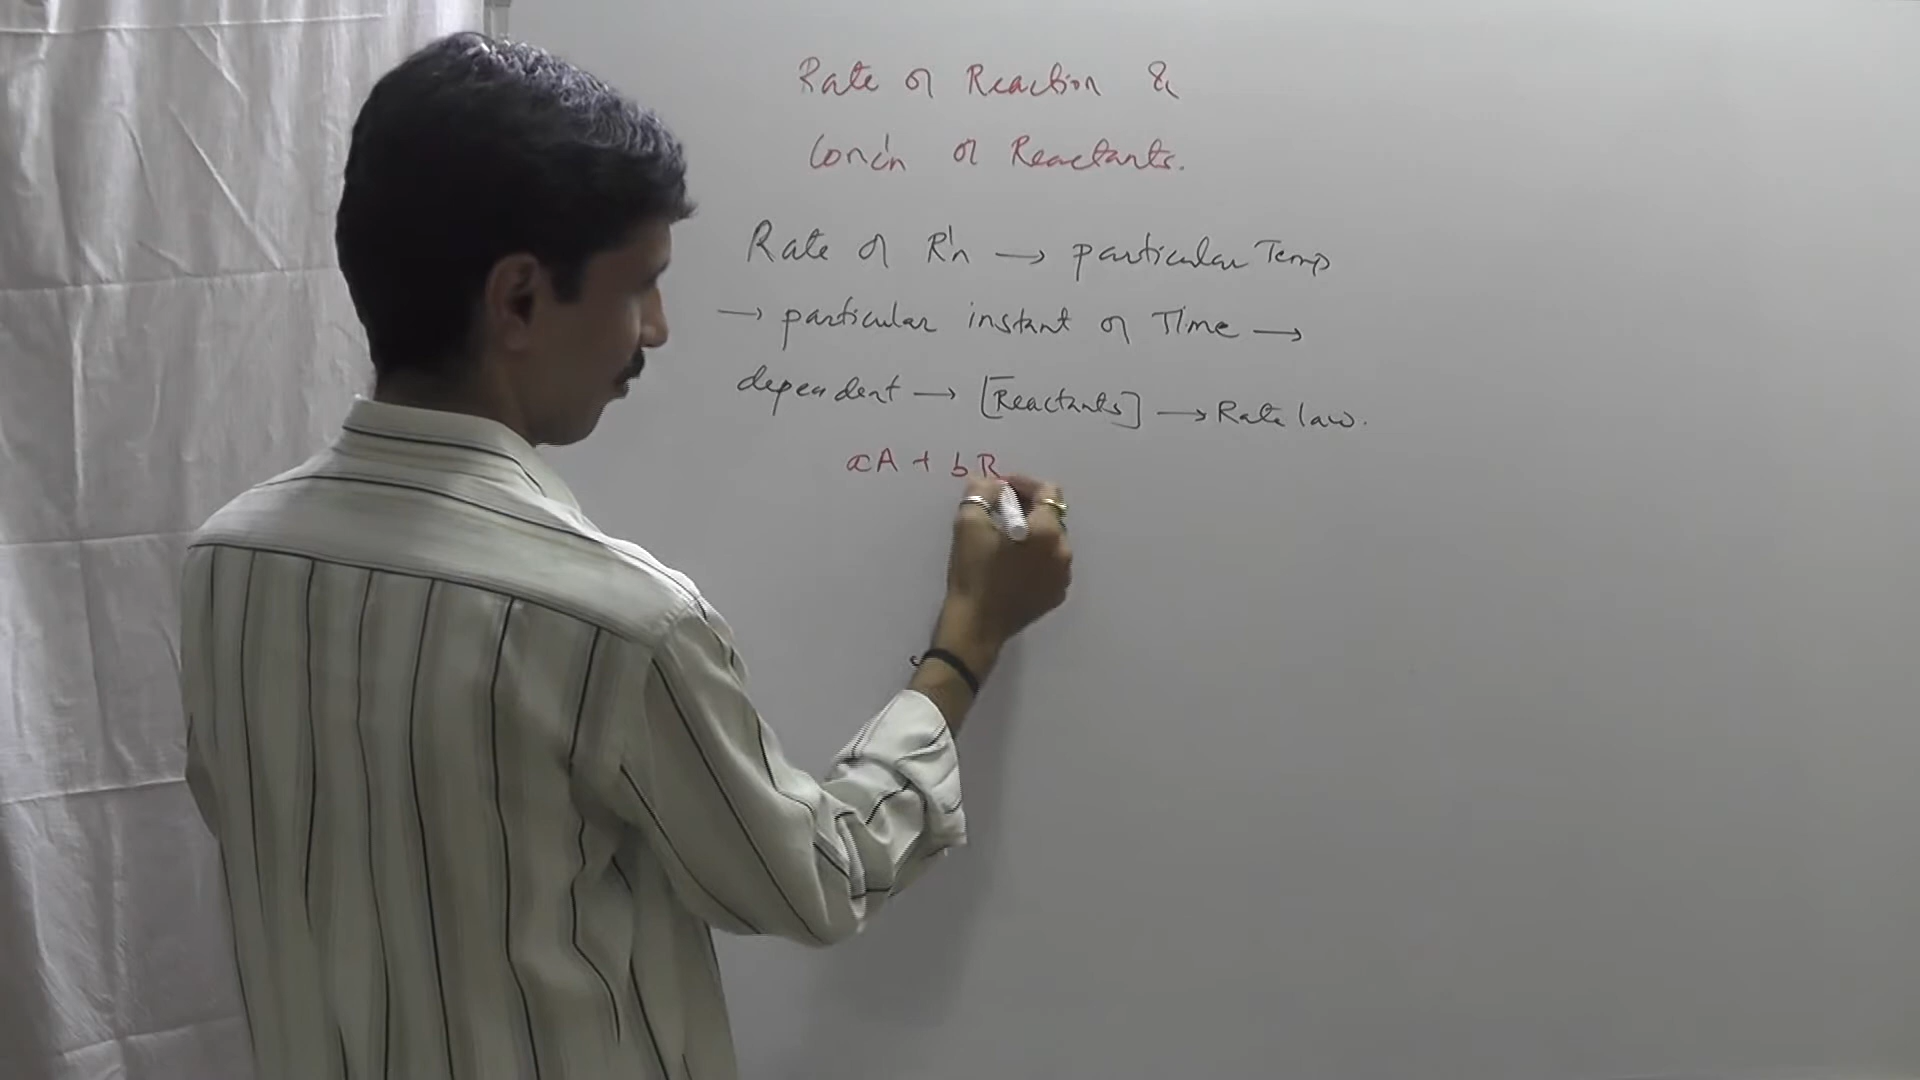 Rate of Reaction &
Conc'n of Reactants.
Rate of R'n → particular Temp
→ particular instant of Time →
dependent → [Reactants] → Rate law.
aA + bB